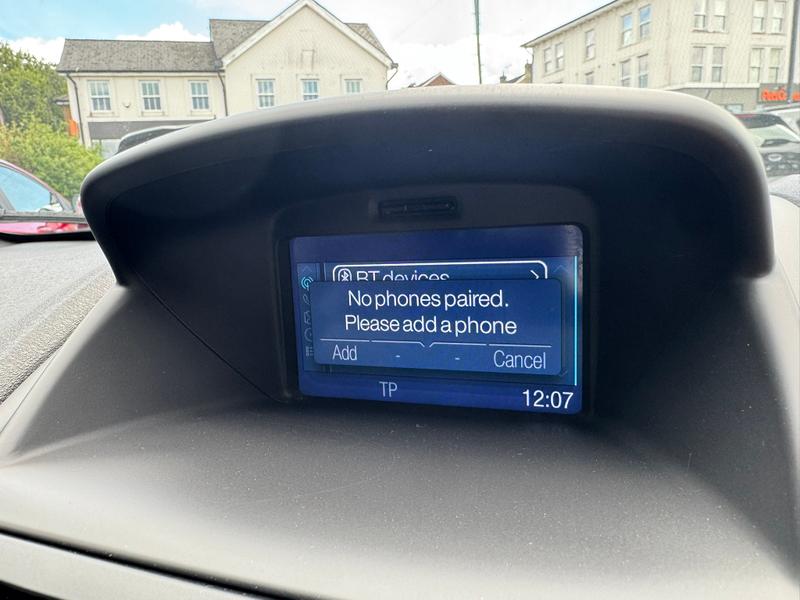 BT devices
No phones paired.
Please add a phone
Add - - Cancel
TP
12:07